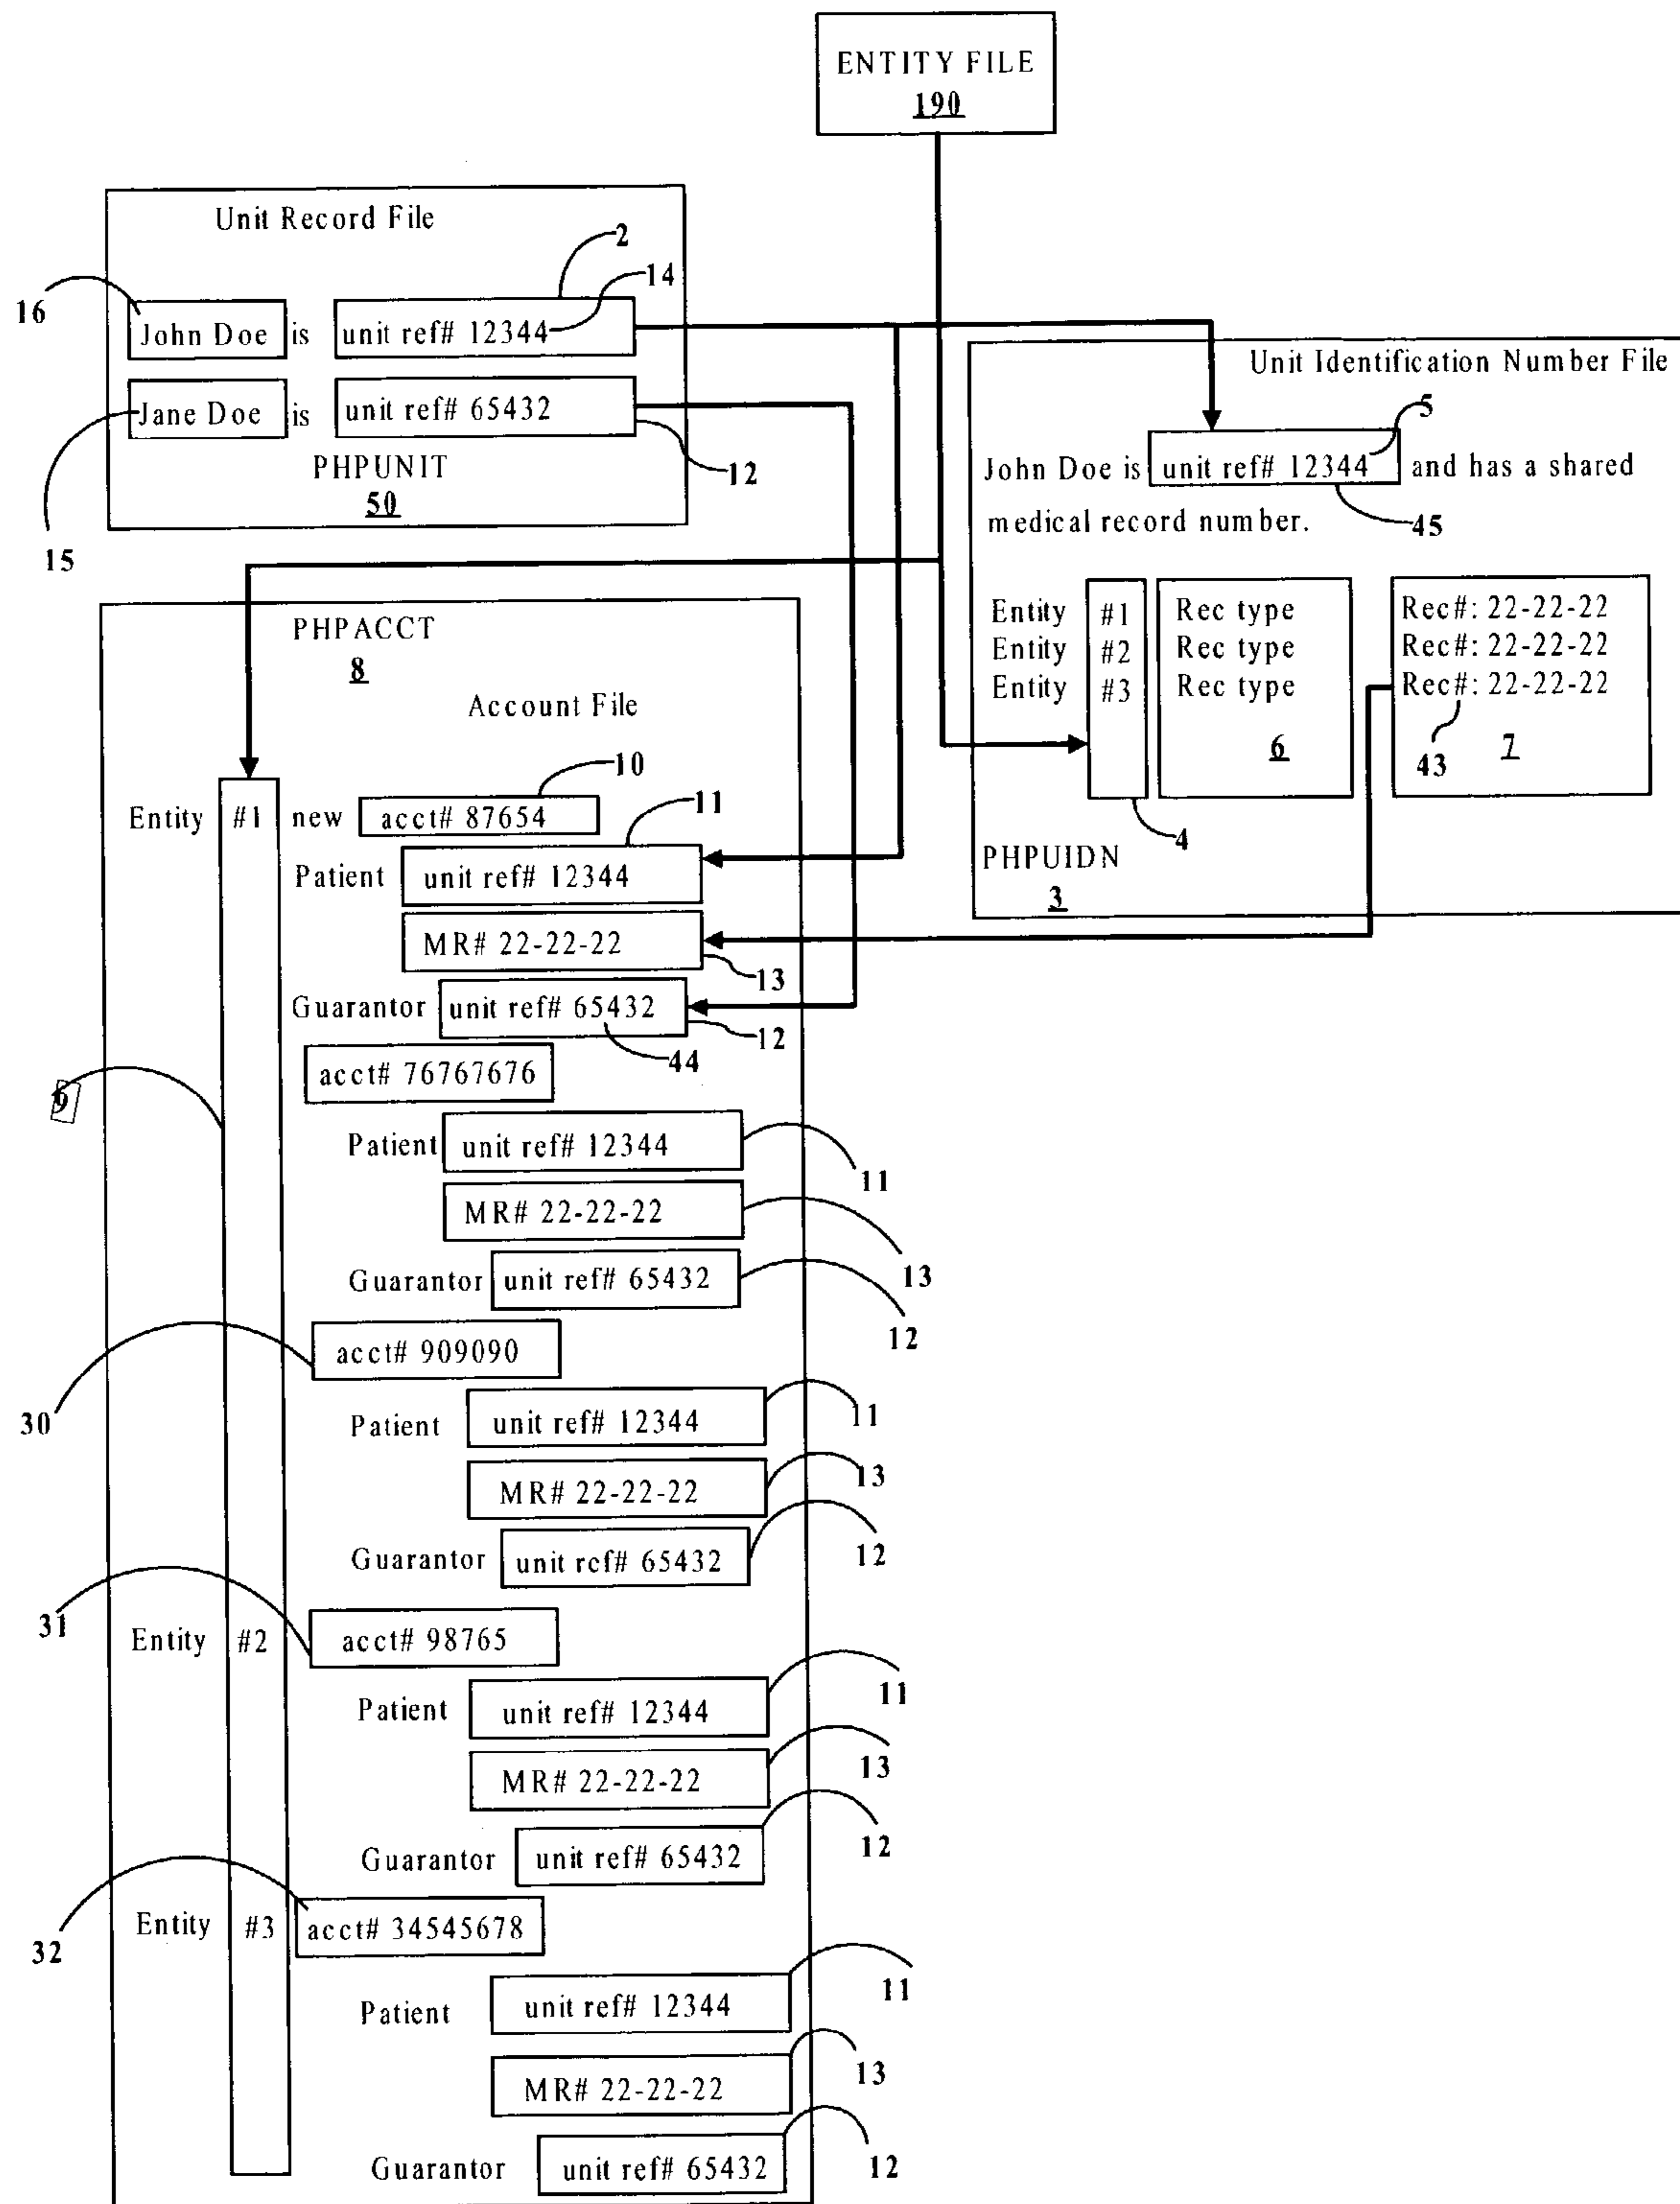 ENTITY FILE
190
Unit Record File
2
14
16
John Doe is unit ref# 12344
Jane Doe is unit ref# 65432
12
PHPUNIT
50
15
Unit Identification Number File
5
John Doe is unit ref# 12344 and has a shared
medical record number.
45
Entity #1 Rec type Rec#: 22-22-22
Entity #2 Rec type Rec#: 22-22-22
Entity #3 Rec type Rec#: 22-22-22
6
43
7
4
PHPUIDN
3
PHPACCT
8
Account File
10
Entity #1 new acct# 87654
11
Patient unit ref# 12344
MR# 22-22-22
13
Guarantor unit ref# 65432
12
44
acct# 76767676
9
Patient unit ref# 12344
11
MR# 22-22-22
13
Guarantor unit ref# 65432
12
acct# 909090
30
Patient unit ref# 12344
11
MR# 22-22-22
13
Guarantor unit ref# 65432
12
31
Entity #2 acct# 98765
Patient unit ref# 12344
11
MR# 22-22-22
13
Guarantor unit ref# 65432
12
Entity #3 acct# 34545678
32
Patient unit ref# 12344
11
MR# 22-22-22
13
Guarantor unit ref# 65432
12